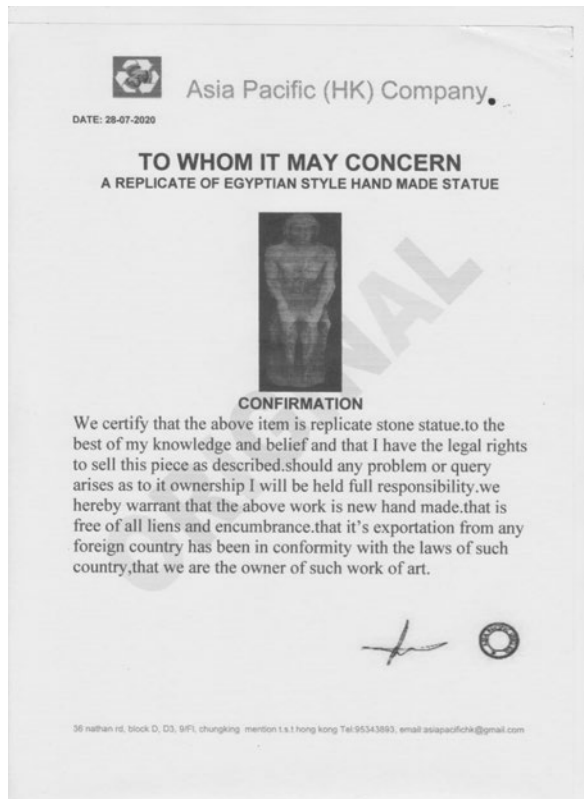 Asia Pacific (HK) Company.
DATE: 28-07-2020
TO WHOM IT MAY CONCERN
A REPLICATE OF EGYPTIAN STYLE HAND MADE STATUE
ORIGINAL
CONFIRMATION
We certify that the above item is replicate stone statue.to the
best of my knowledge and belief and that I have the legal rights
to sell this piece as described.should any problem or query
arises as to it ownership I will be held full responsibility.we
hereby warrant that the above work is new hand made.that is
free of all liens and encumbrance.that it's exportation from any
foreign country has been in conformity with the laws of such
country,that we are the owner of such work of art.
36 nathan rd, block D, D3, 9/Fl, chungking mention t.s.t hong kong Tel:95343893, email:asiapacifichk@gmail.com